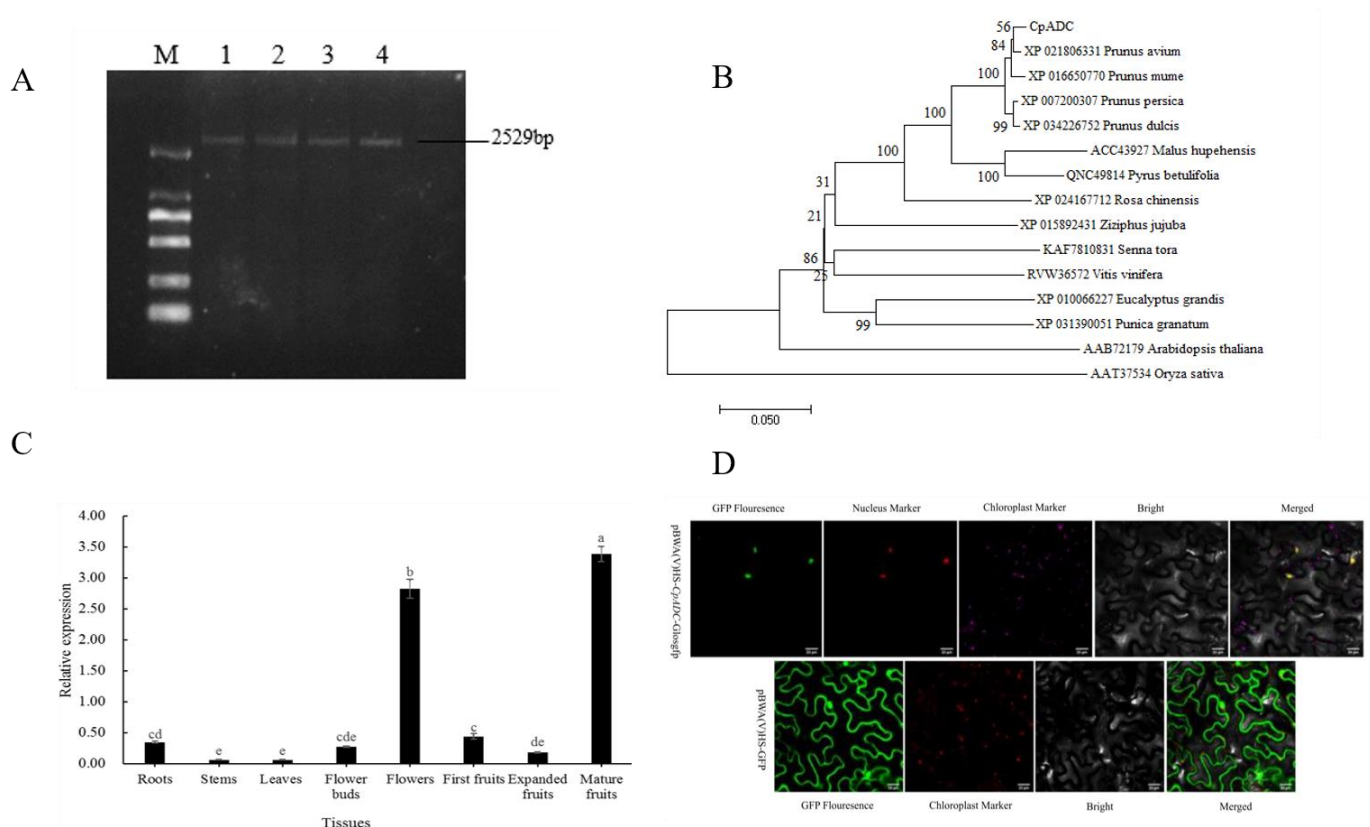 A
M 1 2 3 4
2529bp
B
56
CpADC
84
XP 021806331 Prunus avium
100
XP 016650770 Prunus mume
XP 007200307 Prunus persica
99
XP 034226752 Prunus dulcis
100
ACC43927 Malus hupehensis
100
QNC49814 Pyrus betulifolia
100
XP 024167712 Rosa chinensis
31
XP 015892431 Ziziphus jujuba
21
KAF7810831 Senna tora
86
25
RVW36572 Vitis vinifera
XP 010066227 Eucalyptus grandis
99
XP 031390051 Punica granatum
AAB72179 Arabidopsis thaliana
AAT37534 Oryza sativa
0.050
C
Relative expression
4.00
3.50
3.00
2.50
2.00
1.50
1.00
0.50
0.00
cd e e cde b c de a
Roots Stems Leaves Flower buds Flowers First fruits Expanded fruits Mature fruits
Tissues
D
GFP Flouresence Nucleus Marker Chloroplast Marker Bright Merged
pBWA(V)HS-CpADC-Glosgfp
pBWA(V)HS-GFP
GFP Flouresence Chloroplast Marker Bright Merged